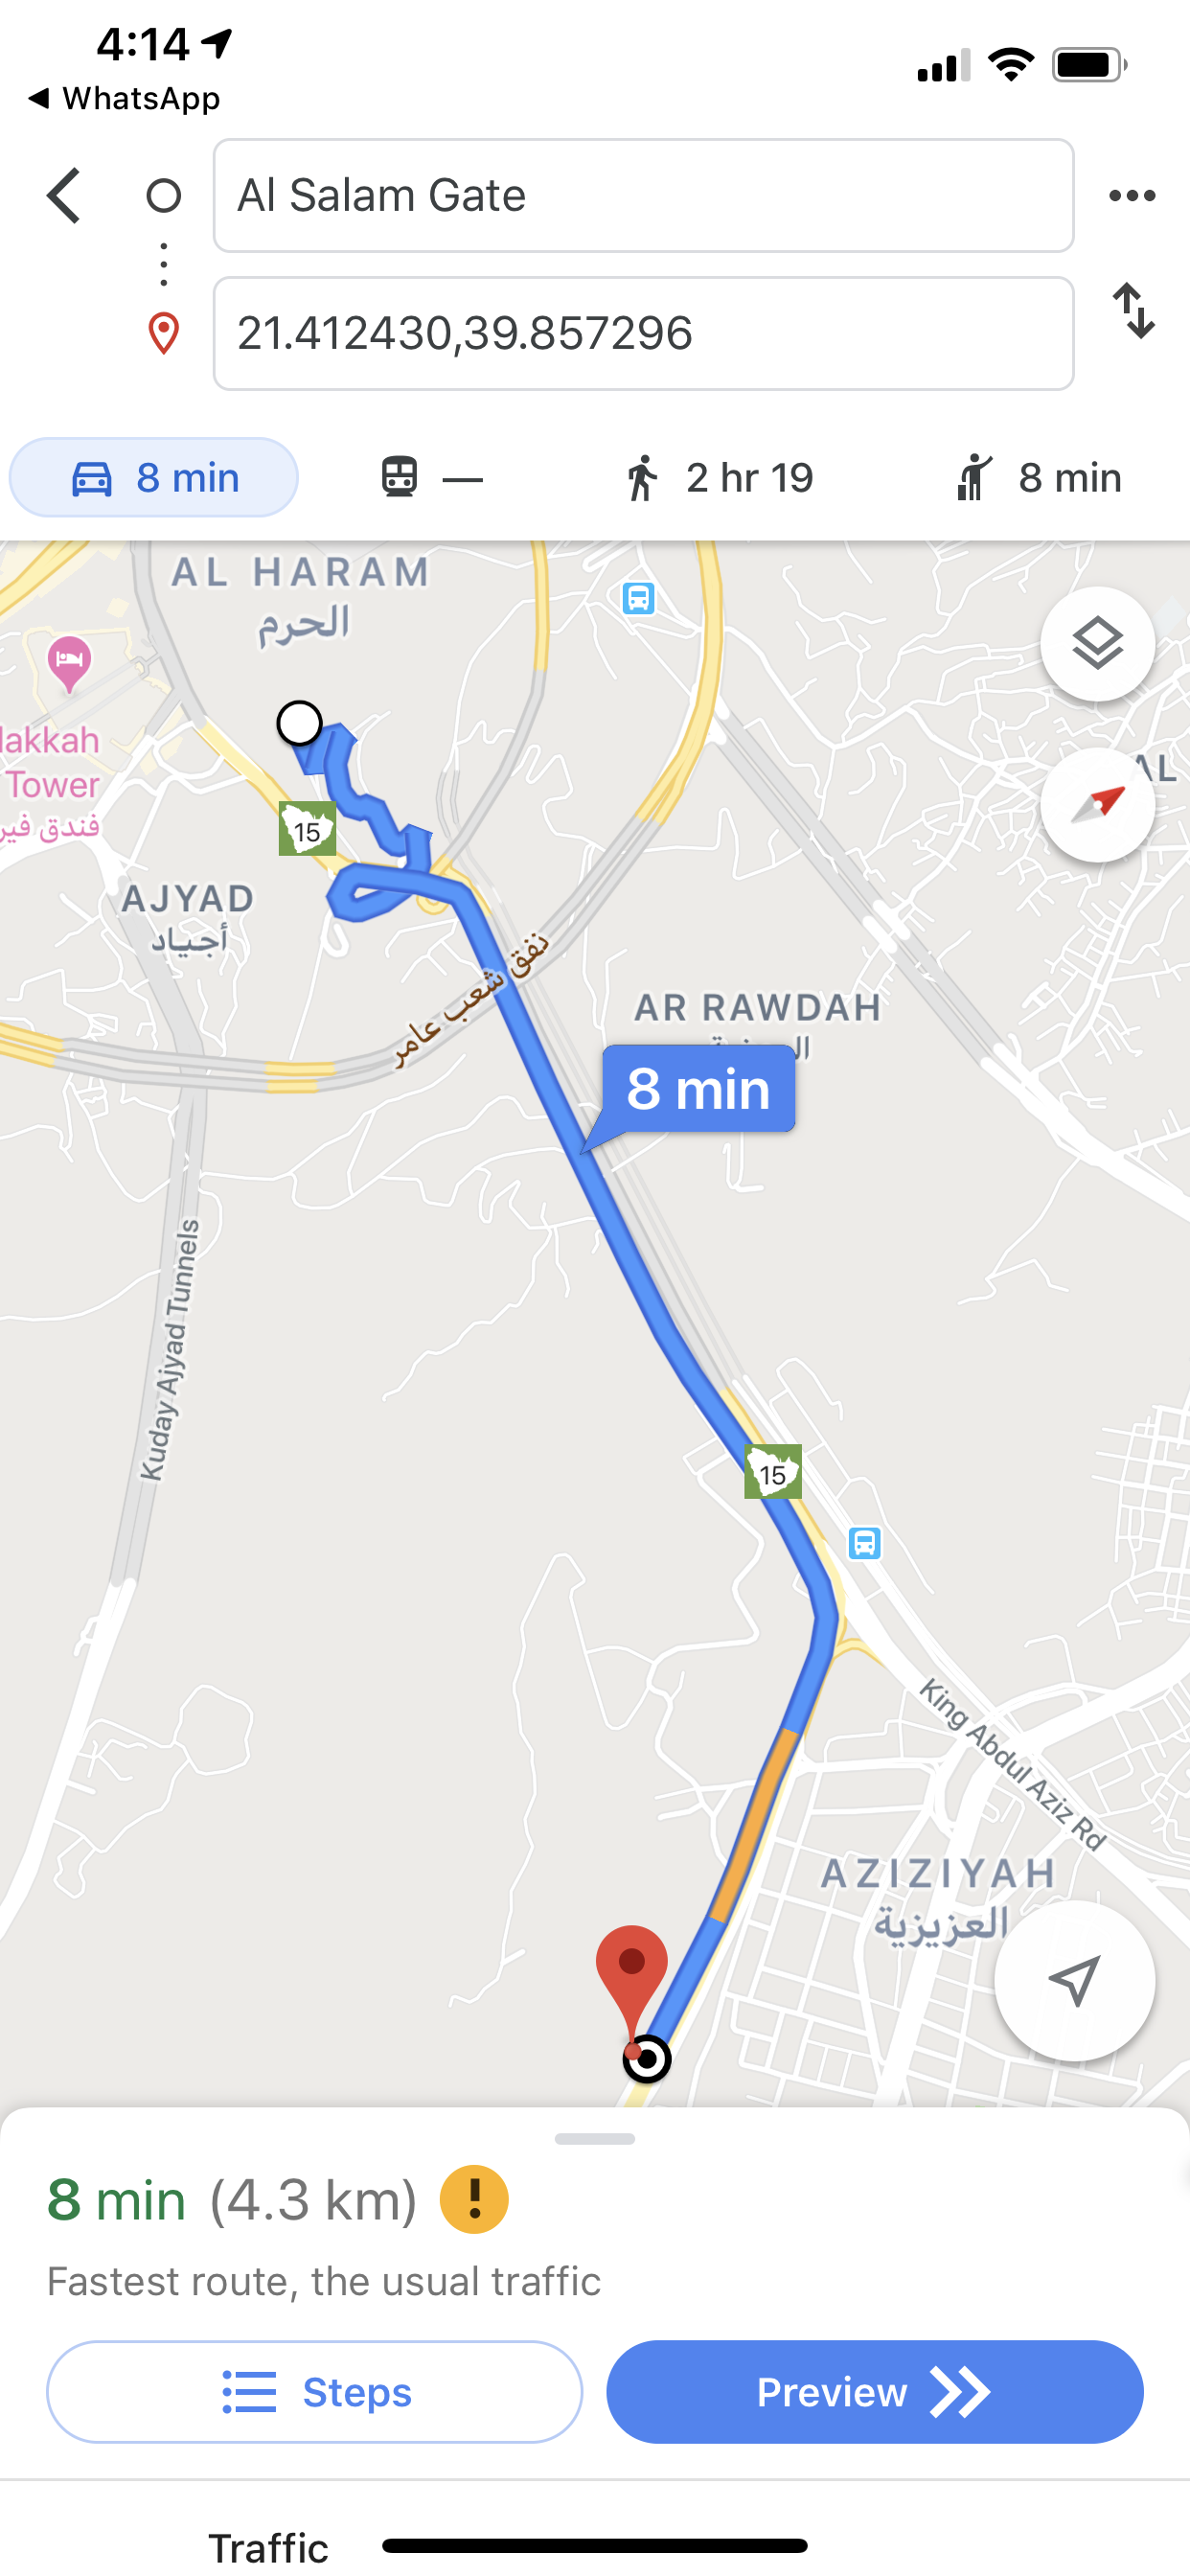 4:14
WhatsApp
Al Salam Gate
21.412430,39.857296
8 min
—
2 hr 19
8 min
AL HARAM
الحرم
Tower
AL
15
AJYAD
أجياد
نفق شعب عامر
AR RAWDAH
8 min
Kuday Ajyad Tunnels
15
King Abdul Aziz Rd
AZIZIYAH
العزيزية
8 min (4.3 km)
Fastest route, the usual traffic
Steps
Preview
Traffic